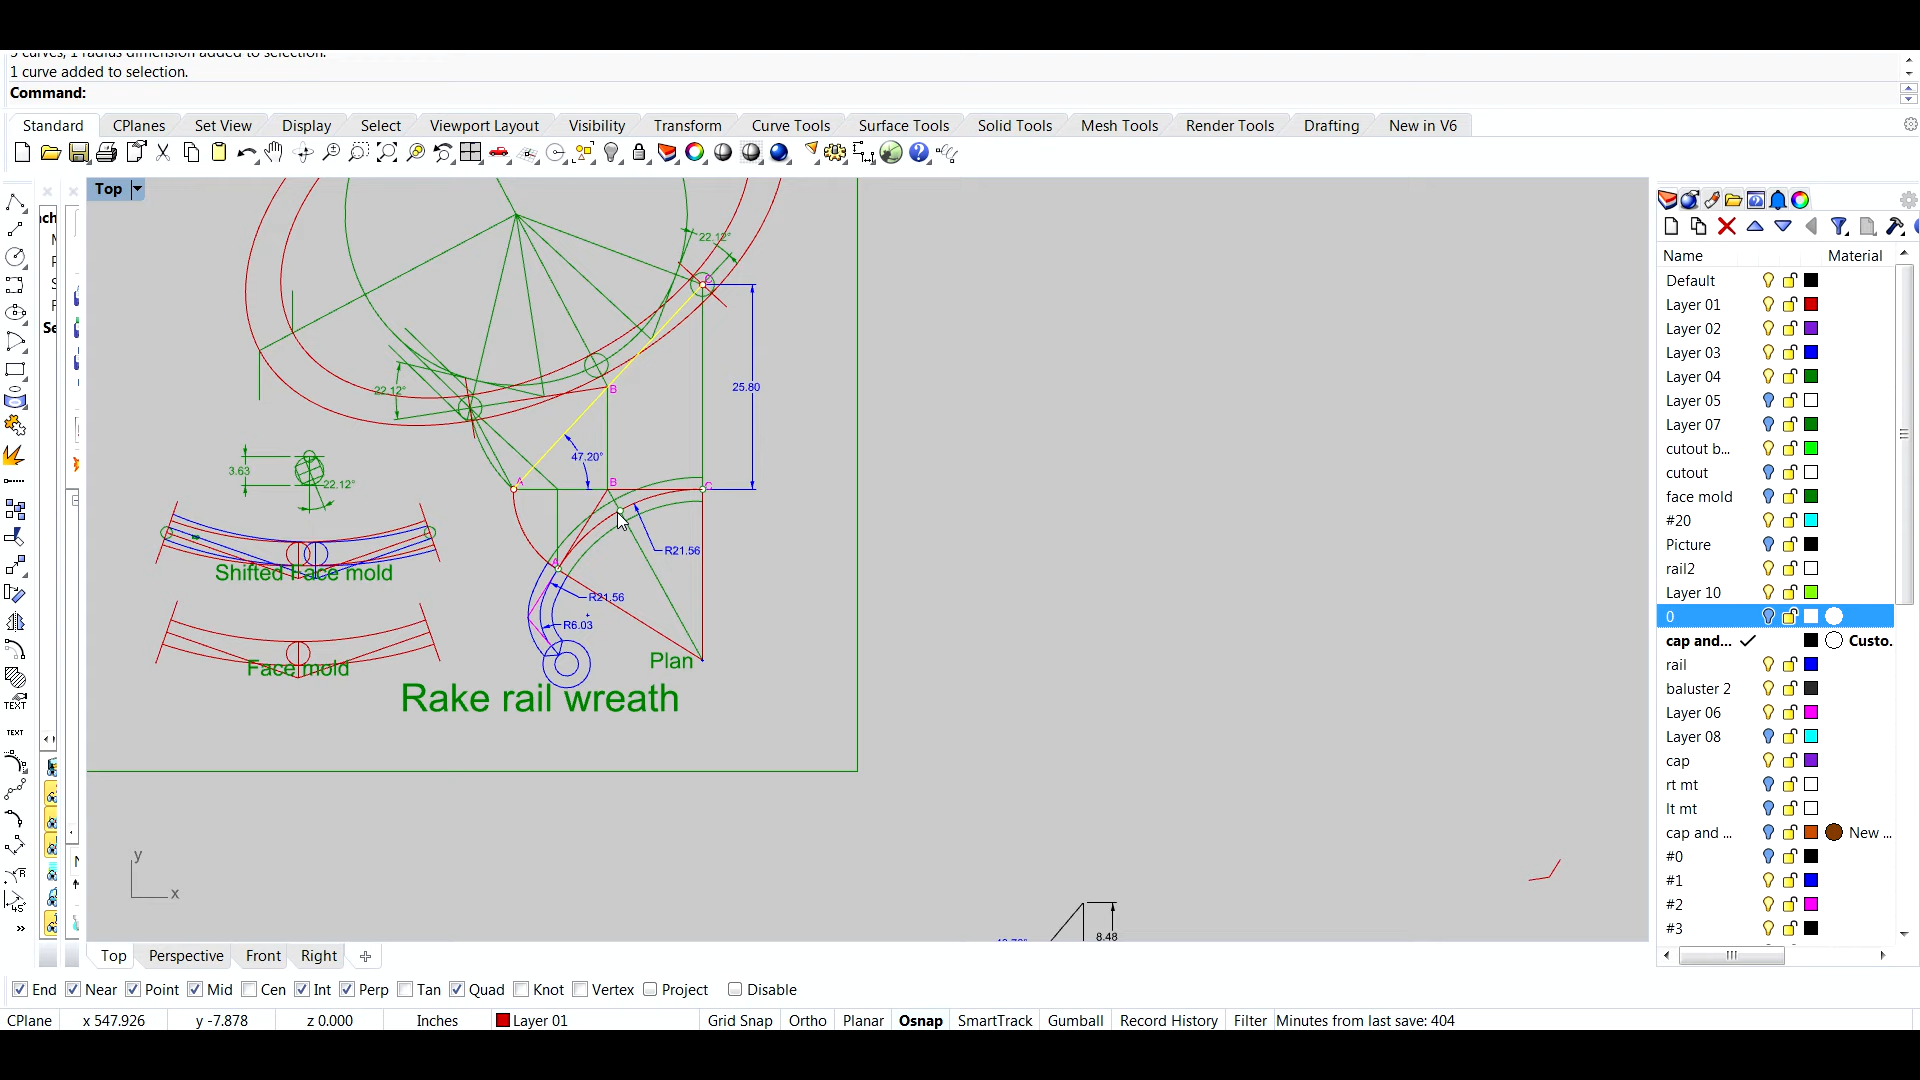 1 curve added to selection.
Command:
Standard CPlanes Set View Display Select Viewport Layout Visibility Transform Curve Tools Surface Tools Solid Tools Mesh Tools Render Tools Drafting New in V6
Top
Name Material
Default
Layer 01
Layer 02
Layer 03
Layer 04
Layer 05
Layer 07
cutout b...
cutout
face mold
#20
Picture
rail2
Layer 10
0
cap and... Custo.
rail
baluster 2
Layer 06
Layer 08
cap
rt mt
lt mt
cap and ... New ...
#0
#1
#2
#3
22.12°
C
25.80
B
22.12°
47.20°
A
B
C
3.63
22.12°
R21.56
A
Shifted Face mold
R21.56
R6.03
Face mold
Plan
Rake rail wreath
y
x
8.48
TEXT
TEXT
Top Perspective Front Right
End Near Point Mid Cen Int Perp Tan Quad Knot Vertex Project Disable
CPlane x 547.926 y -7.878 z 0.000 Inches Layer 01 Grid Snap Ortho Planar Osnap SmartTrack Gumball Record History Filter Minutes from last save: 404